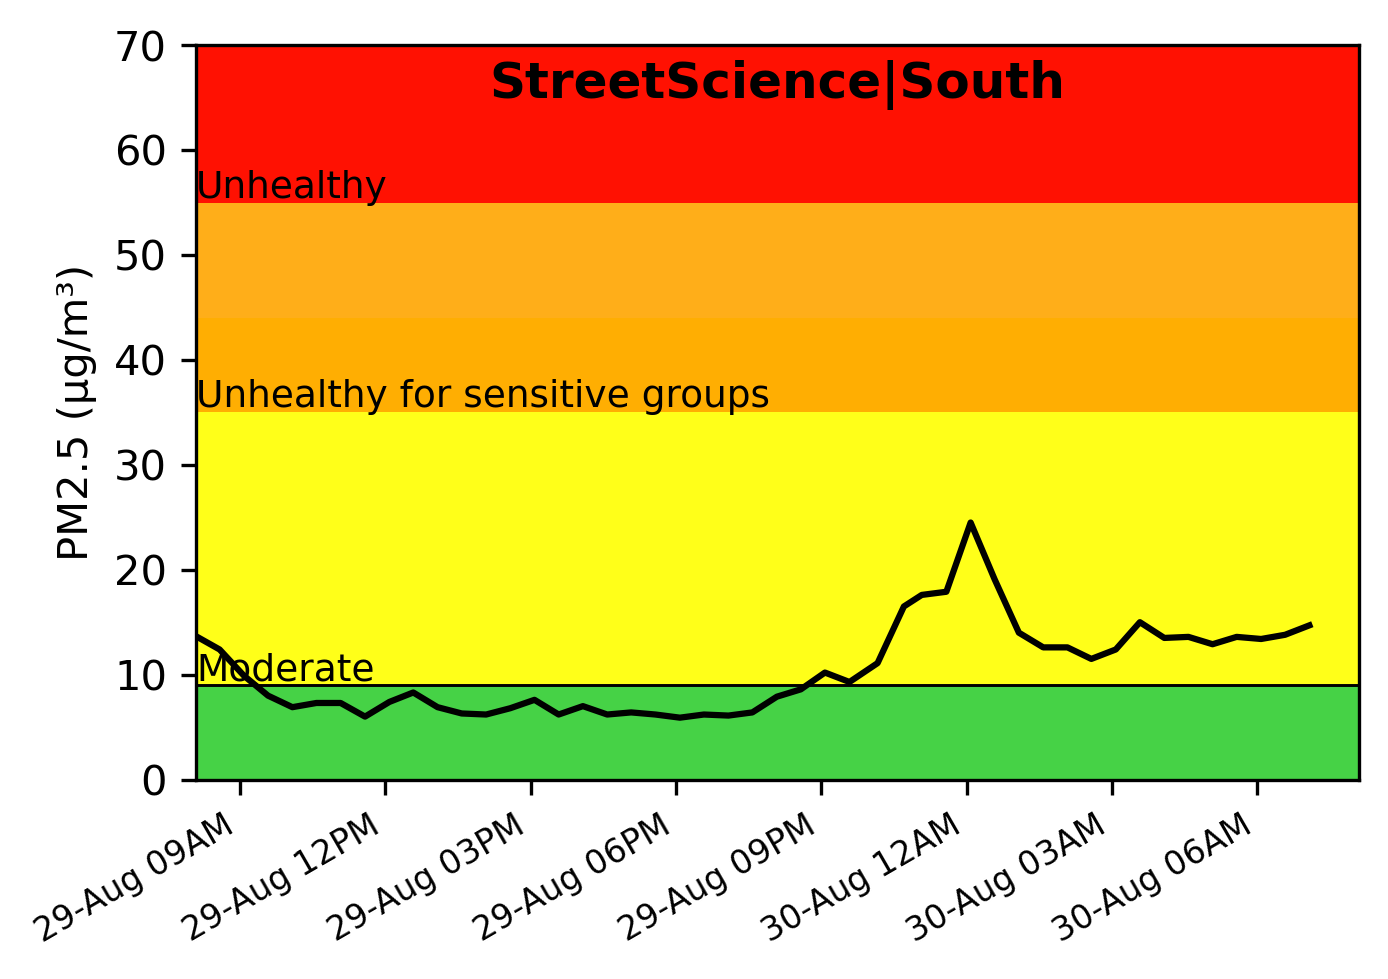 StreetScience|South
PM2.5 (µg/m³)
70
60
50
40
30
20
10
0
Unhealthy
Unhealthy for sensitive groups
Moderate
29-Aug 09AM
29-Aug 12PM
29-Aug 03PM
29-Aug 06PM
29-Aug 09PM
30-Aug 12AM
30-Aug 03AM
30-Aug 06AM